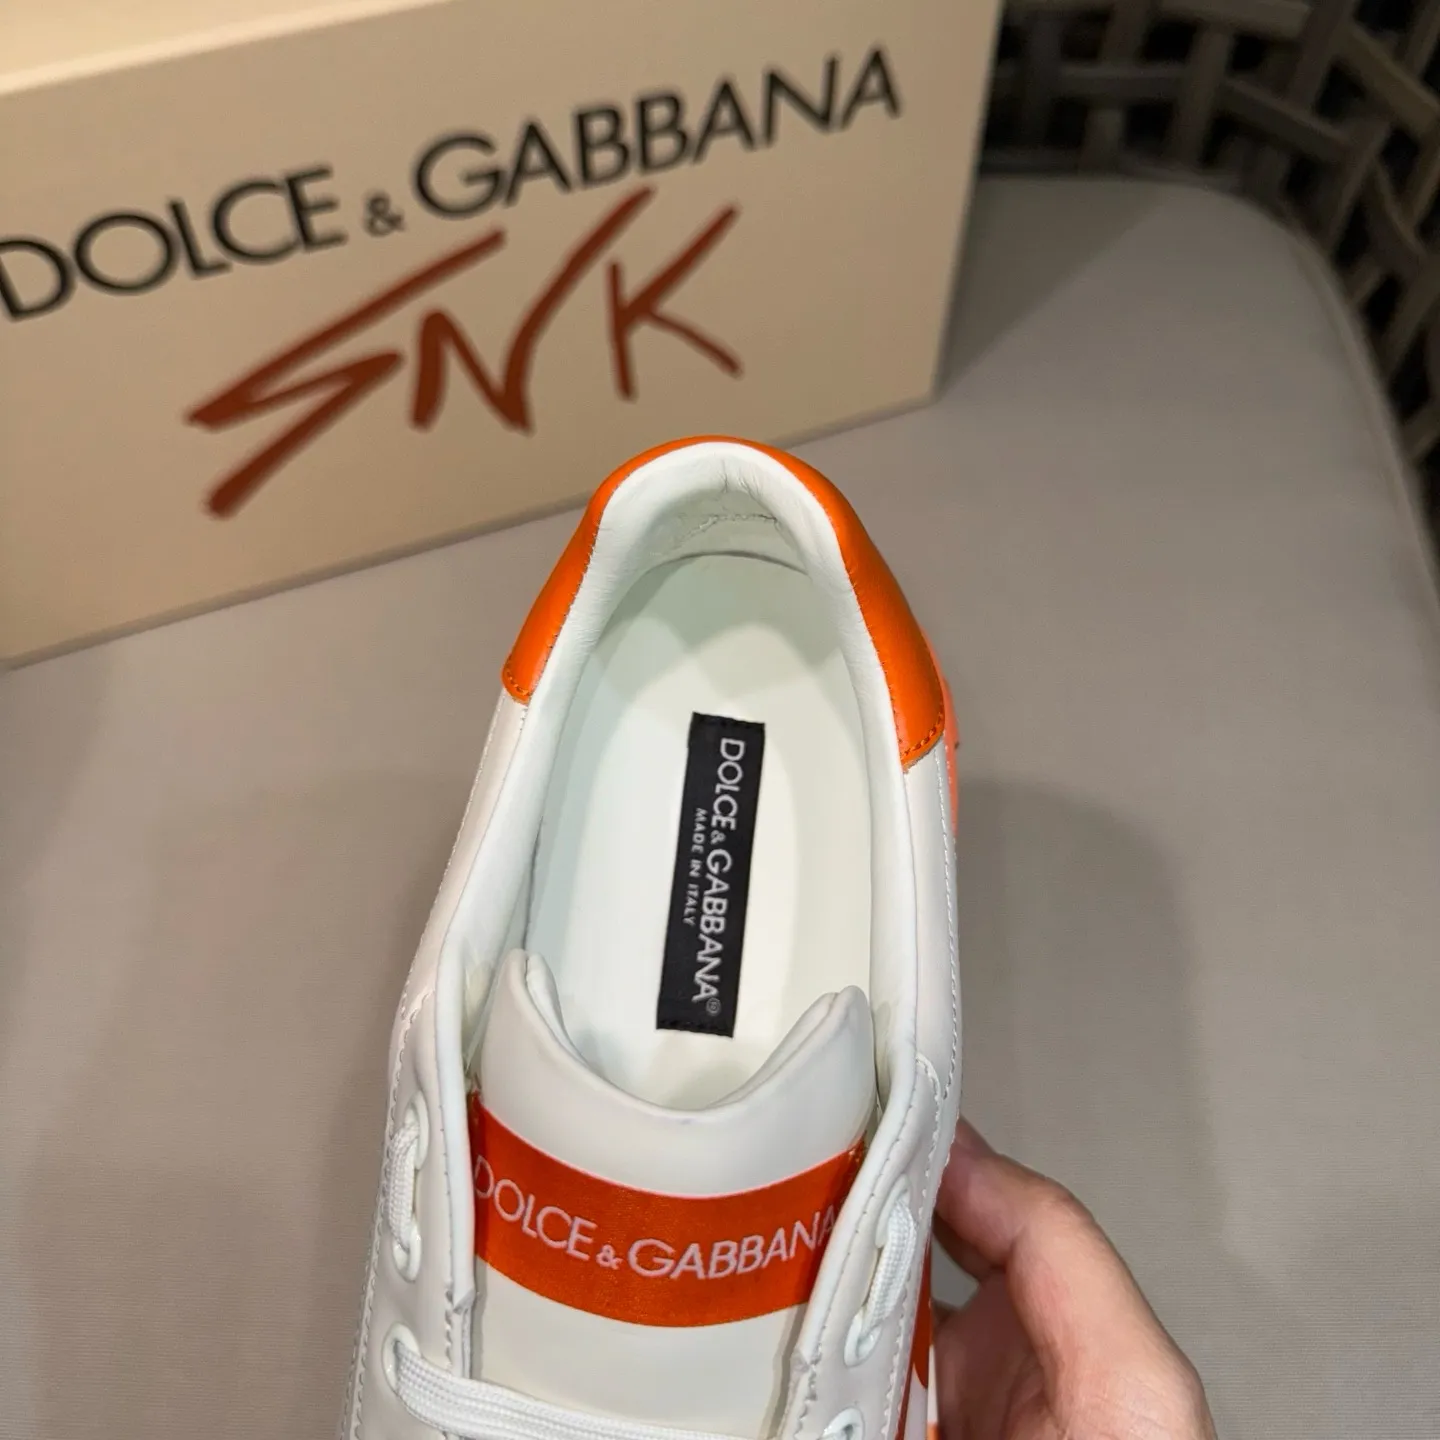 DOLCE & GABBANA
SNK
DOLCE & GABBANA®
MADE IN ITALY
DOLCE & GABBANA